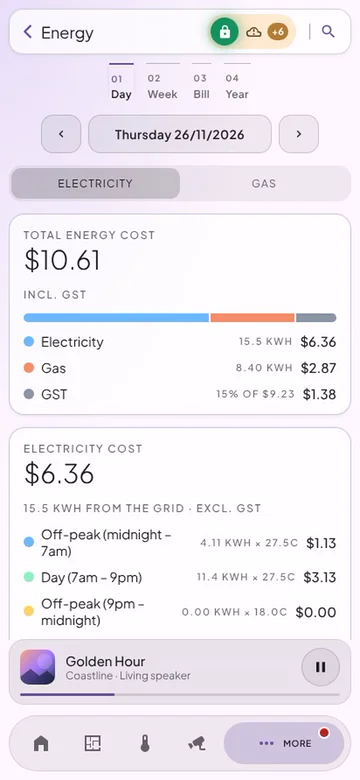 Energy
+6
01
Day
02
Week
03
Bill
04
Year
Thursday 26/11/2026
ELECTRICITY
GAS
TOTAL ENERGY COST
$10.61
INCL. GST
Electricity 15.5 KWH $6.36
Gas 8.40 KWH $2.87
GST 15% OF $9.23 $1.38
ELECTRICITY COST
$6.36
15.5 KWH FROM THE GRID · EXCL. GST
Off-peak (midnight –
7am) 4.11 KWH × 27.5C $1.13
Day (7am – 9pm) 11.4 KWH × 27.5C $3.13
Off-peak (9pm –
midnight) 0.00 KWH × 18.0C $0.00
Golden Hour
Coastline · Living speaker
MORE